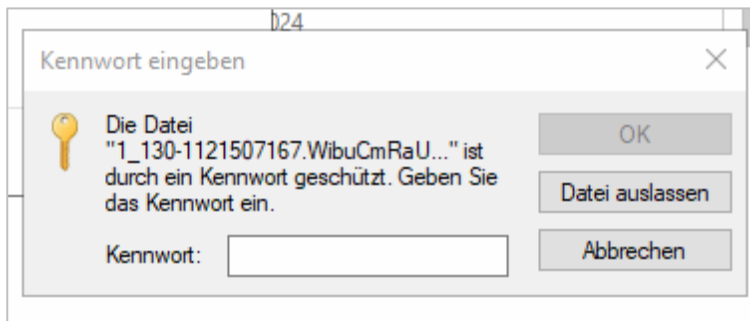 024
Kennwort eingeben
Die Datei
"1_130-1121507167.WibuCmRaU..." ist
durch ein Kennwort geschützt. Geben Sie
das Kennwort ein.
Kennwort:
OK
Datei auslassen
Abbrechen